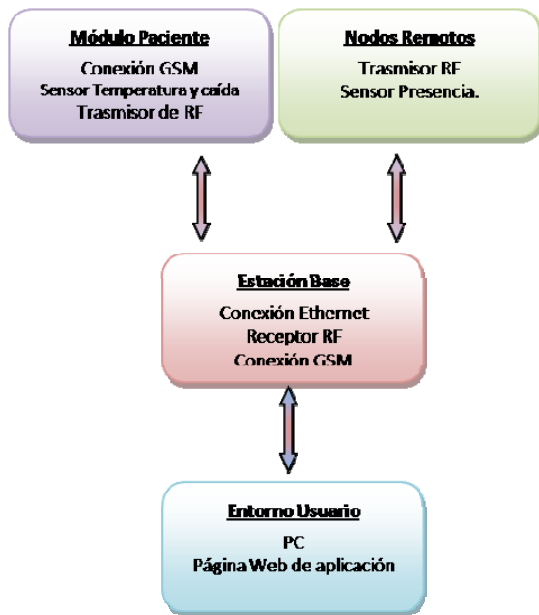 Módulo Paciente
Conexión GSM
Sensor Temperatura y caída
Trasmisor de RF
Nodos Remotos
Trasmisor RF
Sensor Presencia.
Estación Base
Conexión Ethernet
Receptor RF
Conexión GSM
Entorno Usuario
PC
Página Web de aplicación